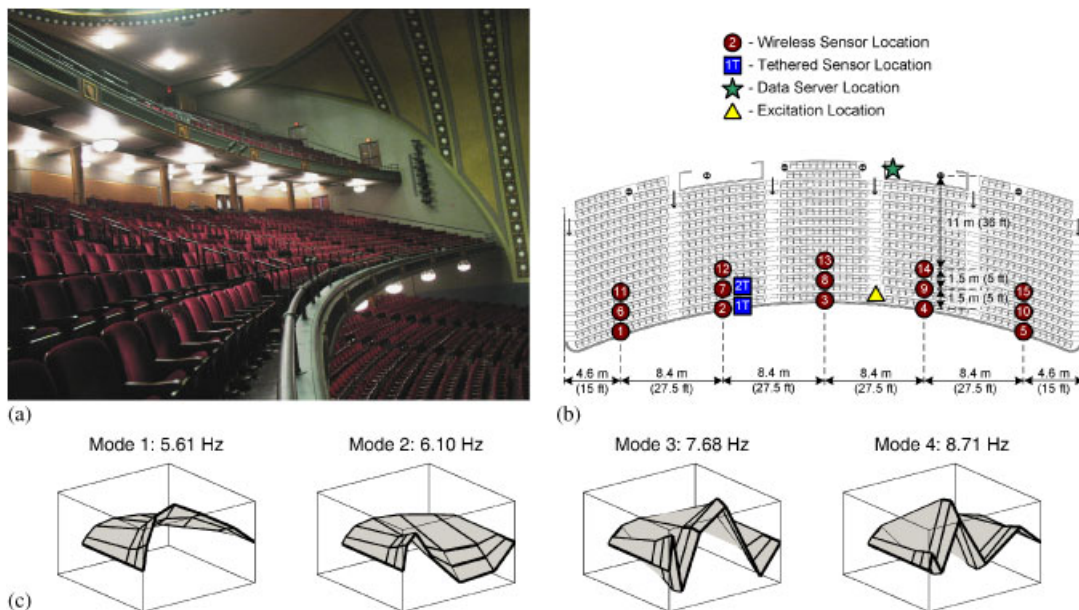 2 - Wireless Sensor Location
1T - Tethered Sensor Location
- Data Server Location
- Excitation Location
11 m (36 ft)
13
12 14
11 7 2T 8 9 15
1.5 m (5 ft)
1.5 m (5 ft)
6 2 1T 3 4 10
1 5
4.6 m 8.4 m 8.4 m 8.4 m 8.4 m 4.6 m
(15 ft) (27.5 ft) (27.5 ft) (27.5 ft) (27.5 ft) (15 ft)
(a) (b)
Mode 1: 5.61 Hz Mode 2: 6.10 Hz Mode 3: 7.68 Hz Mode 4: 8.71 Hz
(c)